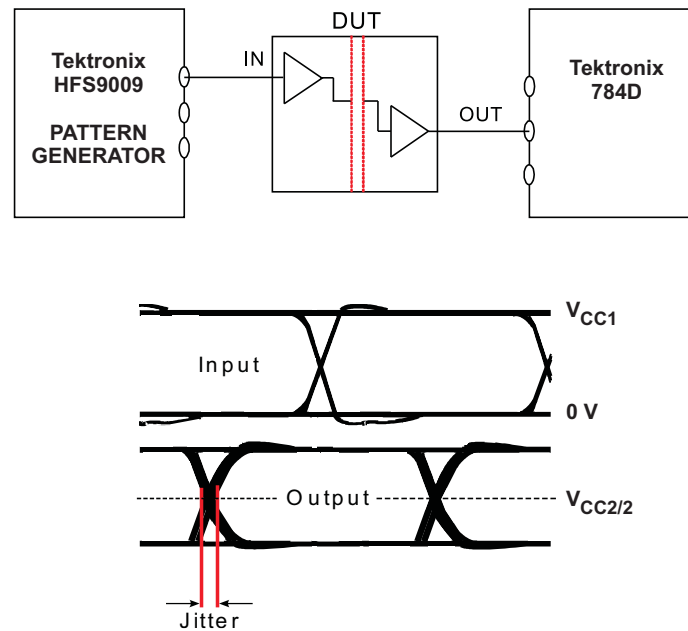 DUT
Tektronix
HFS9009
PATTERN
GENERATOR
IN
OUT
Tektronix
784D
Input
VCC1
0 V
Output
VCC2/2
Jitter